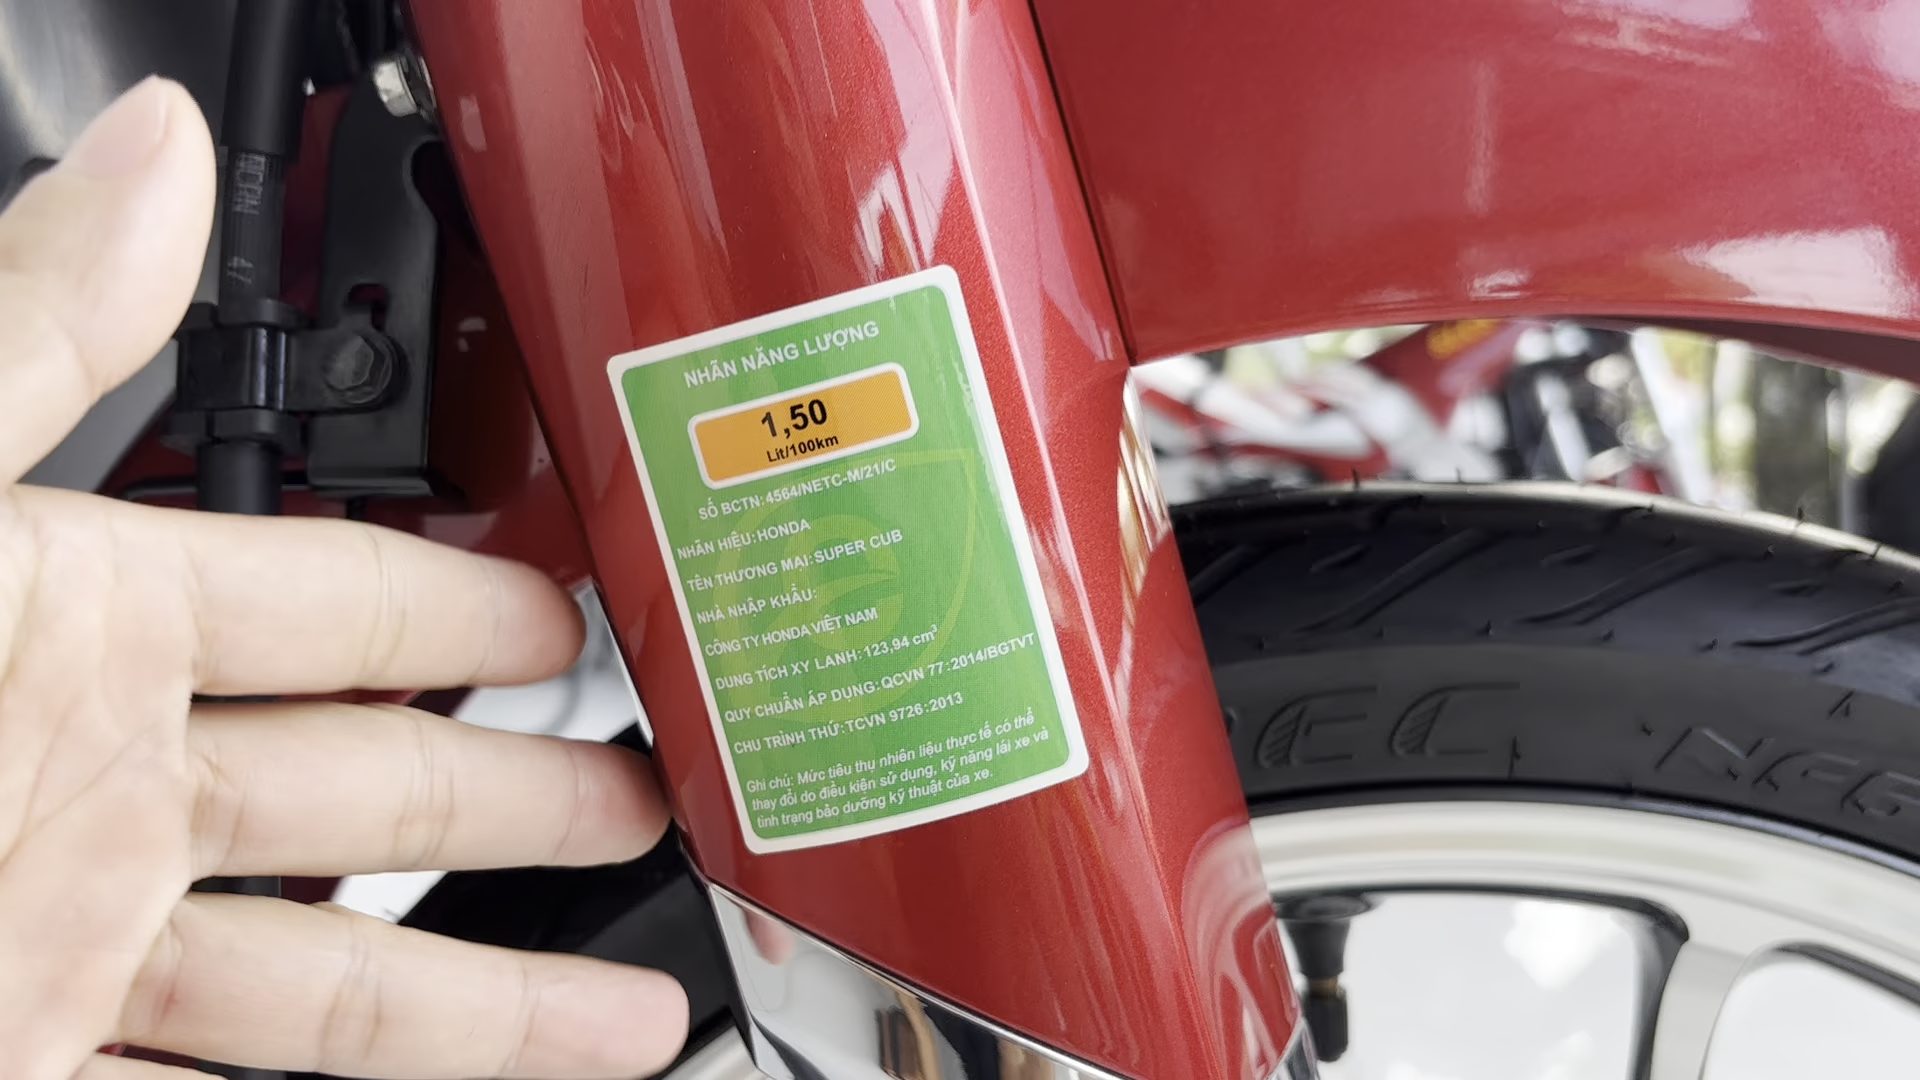 NHÃN NĂNG LƯỢNG
1,50
Lít/100km
SỐ BCTN:4564/NETC-M/21/C
NHÃN HIỆU:HONDA
TÊN THƯƠNG MẠI:SUPER CUB
NHÀ NHẬP KHẨU:
CÔNG TY HONDA VIỆT NAM
DUNG TÍCH XY LANH:123,94 cm³
QUY CHUẨN ÁP DỤNG:QCVN 77:2014/BGTVT
CHU TRÌNH THỬ:TCVN 9726:2013
Ghi chú: Mức tiêu thụ nhiên liệu thực tế có thể
thay đổi do điều kiện sử dụng, kỹ năng lái xe và
tình trạng bảo dưỡng kỹ thuật của xe.